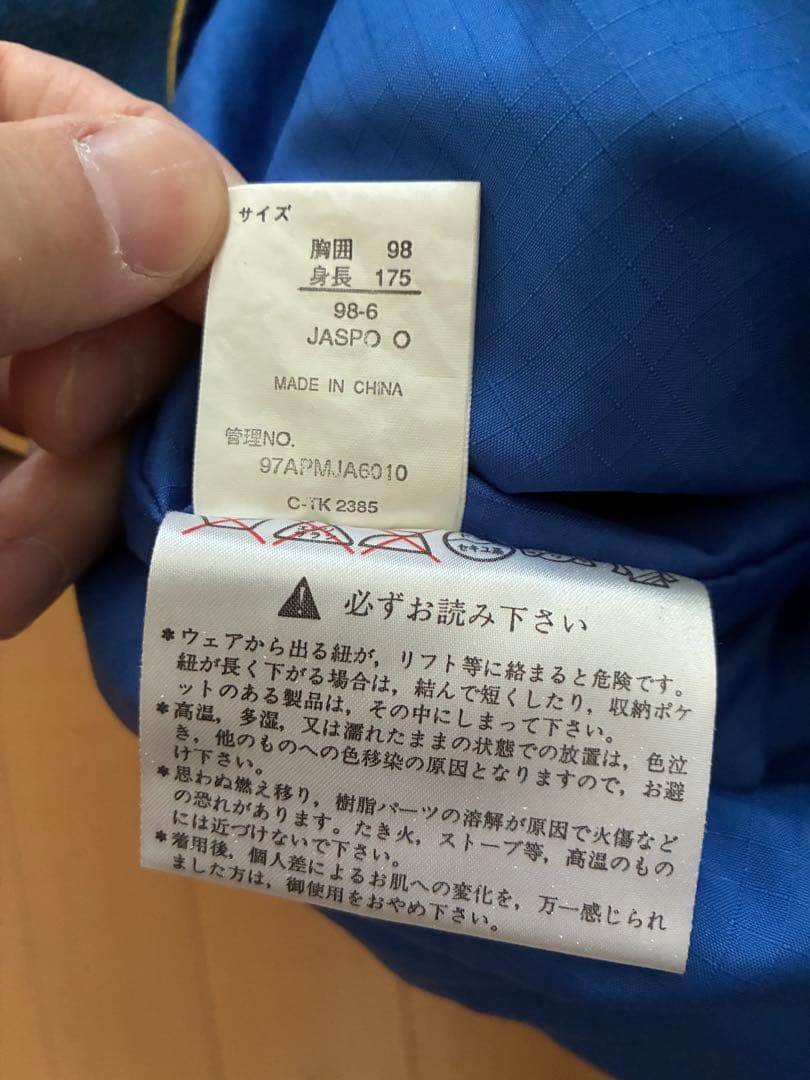 サイズ
胸囲 98
身長 175
98-6
JASPO O
MADE IN CHINA
管理NO.
97APMJA6010
C-TK 2385
セキユ系
必ずお読み下さい
*ウェアから出る紐が，リフト等に絡まると危険です。
紐が長く下がる場合は，結んで短くしたり，収納ポケ
ットのある製品は，その中にしまって下さい。
*高温，多湿，又は濡れたままの状態での放置は，色泣
き，他のものへの色移染の原因となりますので，お避
け下さい。
*思わぬ燃え移り，樹脂パーツの溶解が原因で火傷など
の恐れがあります。たき火，ストーブ等，高温のもの
には近づけないで下さい。
*着用後，個人差によるお肌への変化を，万一感じられ
ました方は，御使用をおやめ下さい。